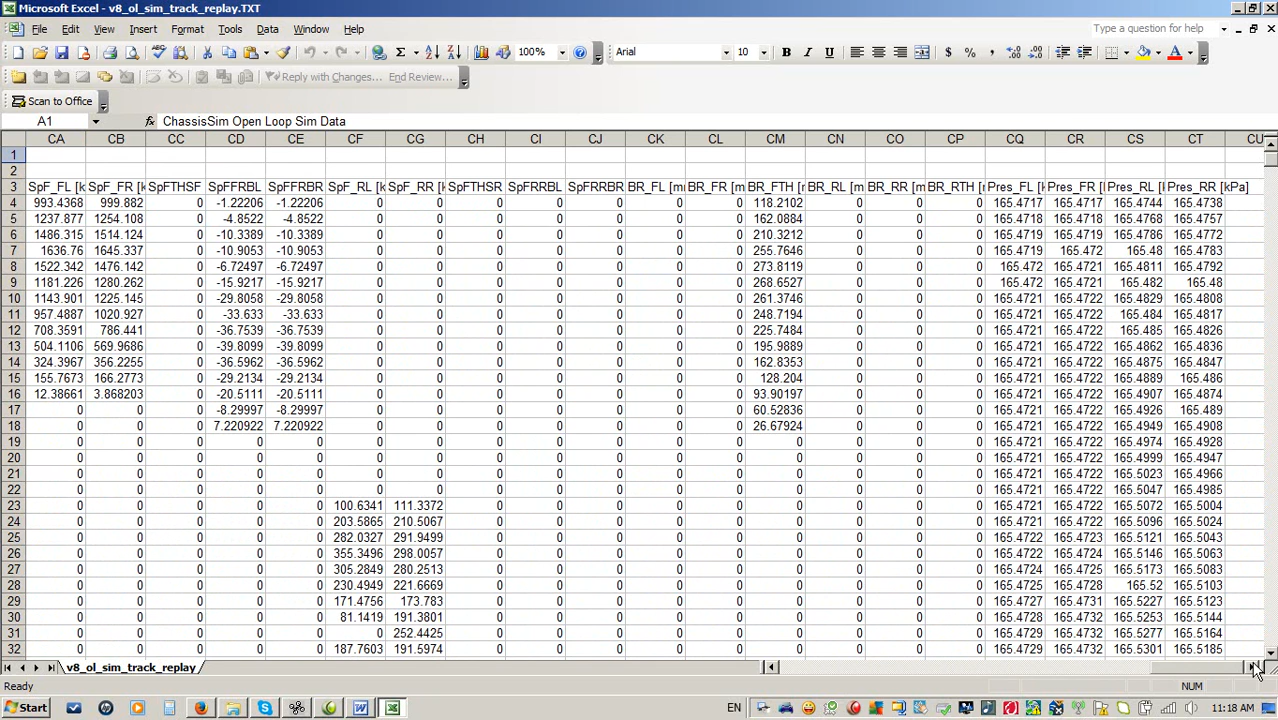 Microsoft Excel - v8_ol_sim_track_replay.TXT
File Edit View Insert Format Tools Data Window Help Type a question for help
100% Arial 10 B I U $ % ,
Reply with Changes... End Review...
Scan to Office
A1 fx ChassisSim Open Loop Sim Data
CA CB CC CD CE CF CG CH CI CJ CK CL CM CN CO CP CQ CR CS CT CU
1
2
3 SpF_FL [k SpF_FR [k SpFTHSF SpFFRBL SpFFRBR SpF_RL [k SpF_RR [k SpFTHSR SpFRRBL SpFRRBR BR_FL [m BR_FR [m BR_FTH [m BR_RL [m BR_RR [m BR_RTH [m Pres_FL [k Pres_FR [k Pres_RL [k Pres_RR [kPa]
4 993.4368 999.882 0 -1.22206 -1.22206 0 0 0 0 0 0 0 118.2102 0 0 0 165.4717 165.4717 165.4744 165.4738
5 1237.877 1254.108 0 -4.8522 -4.8522 0 0 0 0 0 0 0 162.0884 0 0 0 165.4718 165.4718 165.4768 165.4757
6 1486.315 1514.124 0 -10.3389 -10.3389 0 0 0 0 0 0 0 210.3212 0 0 0 165.4719 165.4719 165.4786 165.4772
7 1636.76 1645.337 0 -10.9053 -10.9053 0 0 0 0 0 0 0 255.7646 0 0 0 165.4719 165.472 165.48 165.4783
8 1522.342 1476.142 0 -6.72497 -6.72497 0 0 0 0 0 0 0 273.8119 0 0 0 165.472 165.4721 165.4811 165.4792
9 1181.226 1280.262 0 -15.9217 -15.9217 0 0 0 0 0 0 0 268.6527 0 0 0 165.472 165.4721 165.482 165.48
10 1143.901 1225.145 0 -29.8058 -29.8058 0 0 0 0 0 0 0 261.3746 0 0 0 165.4721 165.4722 165.4829 165.4808
11 957.4887 1020.927 0 -33.633 -33.633 0 0 0 0 0 0 0 248.7194 0 0 0 165.4721 165.4722 165.484 165.4817
12 708.3591 786.441 0 -36.7539 -36.7539 0 0 0 0 0 0 0 225.7484 0 0 0 165.4721 165.4722 165.485 165.4826
13 504.1106 569.9686 0 -39.8099 -39.8099 0 0 0 0 0 0 0 195.9889 0 0 0 165.4721 165.4722 165.4862 165.4836
14 324.3967 356.2255 0 -36.5962 -36.5962 0 0 0 0 0 0 0 162.8353 0 0 0 165.4721 165.4722 165.4875 165.4847
15 155.7673 166.2773 0 -29.2134 -29.2134 0 0 0 0 0 0 0 128.204 0 0 0 165.4721 165.4722 165.4889 165.486
16 12.38661 3.868203 0 -20.5111 -20.5111 0 0 0 0 0 0 0 93.90197 0 0 0 165.4721 165.4722 165.4907 165.4874
17 0 0 0 -8.29997 -8.29997 0 0 0 0 0 0 0 60.52836 0 0 0 165.4721 165.4722 165.4926 165.489
18 0 0 0 7.220922 7.220922 0 0 0 0 0 0 0 26.67924 0 0 0 165.4721 165.4722 165.4949 165.4908
19 0 0 0 0 0 0 0 0 0 0 0 0 0 0 0 0 165.4721 165.4722 165.4974 165.4928
20 0 0 0 0 0 0 0 0 0 0 0 0 0 0 0 0 165.4721 165.4722 165.4999 165.4947
21 0 0 0 0 0 0 0 0 0 0 0 0 0 0 0 0 165.4721 165.4722 165.5023 165.4966
22 0 0 0 0 0 0 0 0 0 0 0 0 0 0 0 0 165.4721 165.4722 165.5047 165.4985
23 0 0 0 0 0 100.6341 111.3372 0 0 0 0 0 0 0 0 0 165.4721 165.4722 165.5072 165.5004
24 0 0 0 0 0 203.5865 210.5067 0 0 0 0 0 0 0 0 0 165.4721 165.4722 165.5096 165.5024
25 0 0 0 0 0 282.0327 291.9499 0 0 0 0 0 0 0 0 0 165.4722 165.4723 165.5121 165.5043
26 0 0 0 0 0 355.3496 298.0057 0 0 0 0 0 0 0 0 0 165.4722 165.4724 165.5146 165.5063
27 0 0 0 0 0 305.2849 280.2513 0 0 0 0 0 0 0 0 0 165.4724 165.4725 165.5173 165.5083
28 0 0 0 0 0 230.4949 221.6669 0 0 0 0 0 0 0 0 0 165.4725 165.4728 165.52 165.5103
29 0 0 0 0 0 171.4756 173.783 0 0 0 0 0 0 0 0 0 165.4727 165.4731 165.5227 165.5123
30 0 0 0 0 0 81.1419 191.3801 0 0 0 0 0 0 0 0 0 165.4728 165.4732 165.5253 165.5144
31 0 0 0 0 0 0 252.4425 0 0 0 0 0 0 0 0 0 165.4729 165.4732 165.5277 165.5164
32 0 0 0 0 0 187.7603 191.5974 0 0 0 0 0 0 0 0 0 165.4729 165.4732 165.5301 165.5185
v8_ol_sim_track_replay
Ready NUM
Start EN 11:18 AM